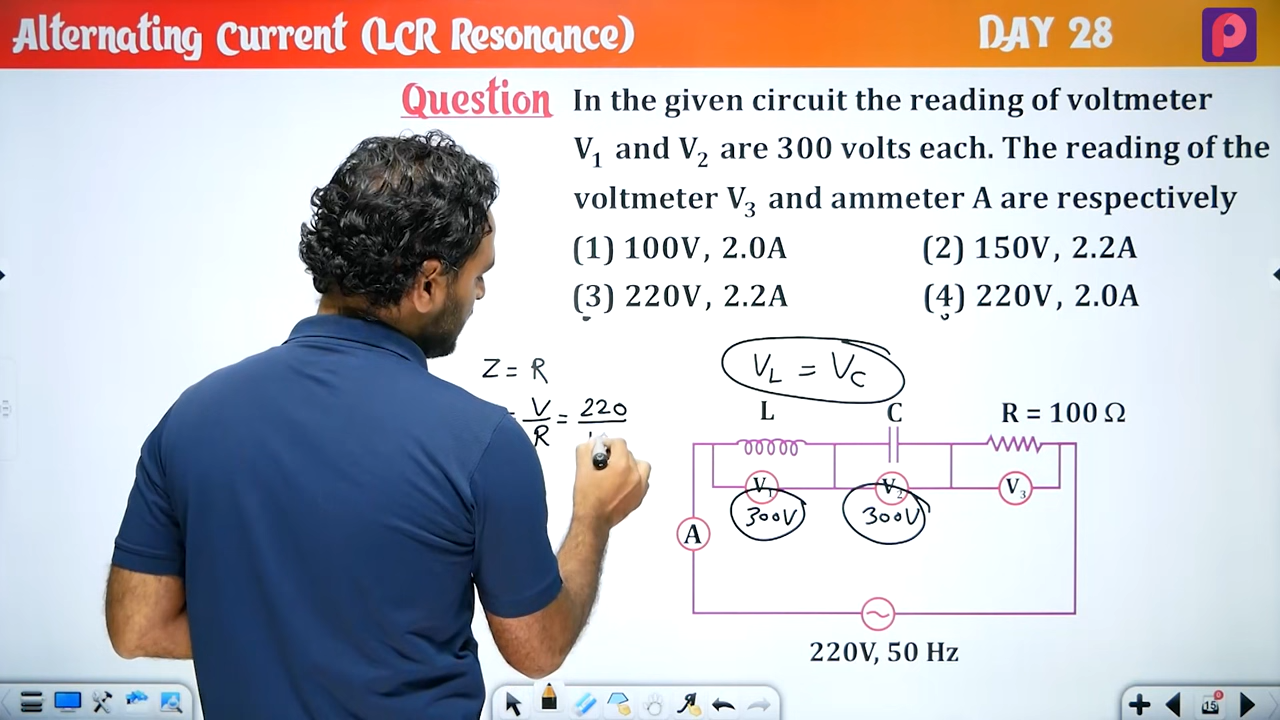 Alternating Current (LCR Resonance)
DAY 28
Question In the given circuit the reading of voltmeter
V₁ and V₂ are 300 volts each. The reading of the
voltmeter V₃ and ammeter A are respectively
(1) 100V, 2.0A (2) 150V, 2.2A
(3) 220V, 2.2A (4) 220V, 2.0A
Z = R
V/R = 220
V_L = V_C
L C R = 100 Ω
V₁ V₂ V₃
300V 300V
A
220V, 50 Hz
15